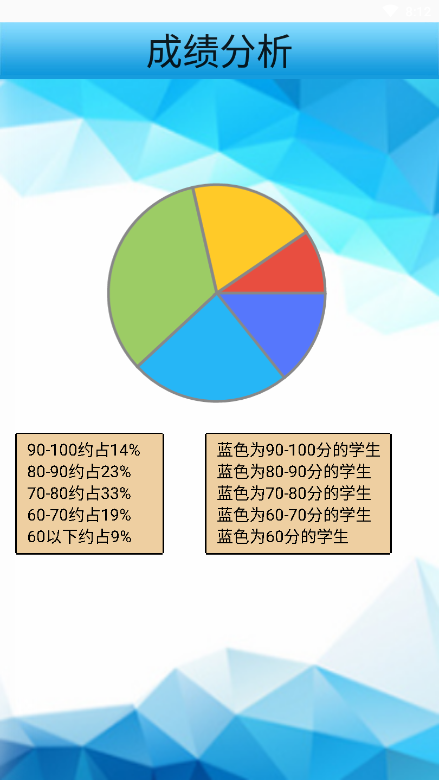 成绩分析
90-100约占14%
80-90约占23%
70-80约占33%
60-70约占19%
60以下约占9%
蓝色为90-100分的学生
蓝色为80-90分的学生
蓝色为70-80分的学生
蓝色为60-70分的学生
蓝色为60分的学生